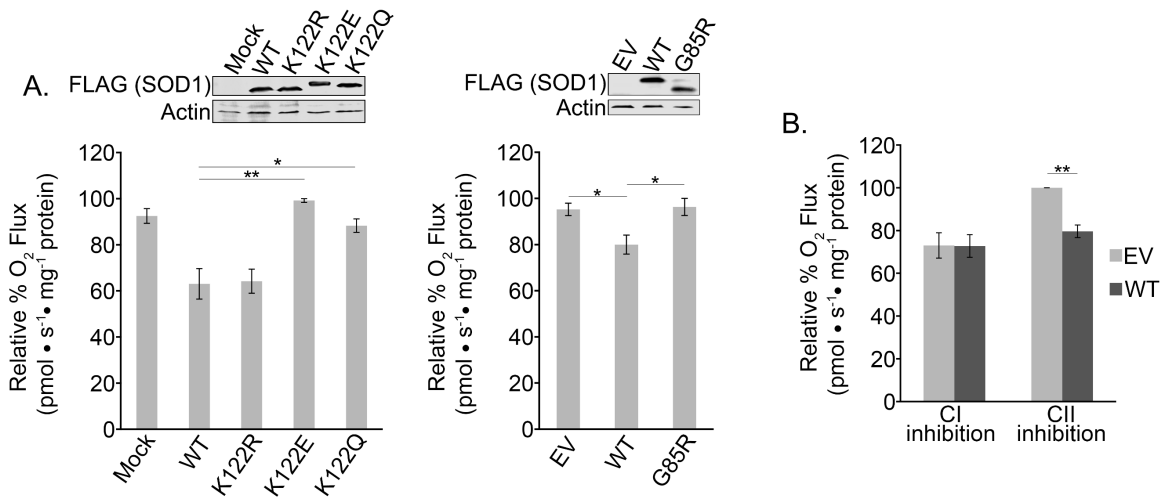 A.
Mock
WT
K122R
K122E
K122Q
FLAG (SOD1)
Actin
120
100
80
60
40
20
0
Relative % O2 Flux
(pmol • s-1• mg-1 protein)
*
**
Mock
WT
K122R
K122E
K122Q
EV
WT
G85R
FLAG (SOD1)
Actin
120
100
80
60
40
20
0
Relative % O2 Flux
(pmol • s-1• mg-1 protein)
*
*
EV
WT
G85R
B.
120
100
80
60
40
20
0
Relative % O2 Flux
(pmol • s-1• mg-1 protein)
**
CI
inhibition
CII
inhibition
EV
WT